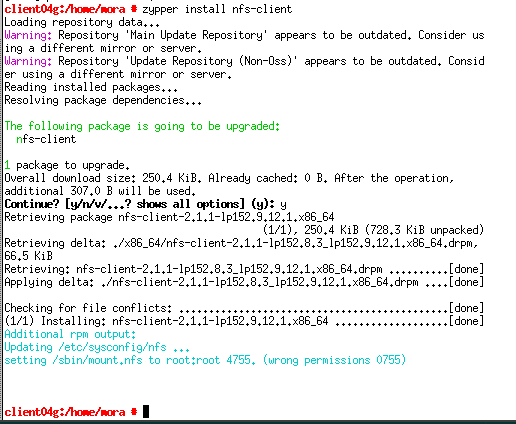 client04g:/home/mora # zypper install nfs-client
Loading repository data...
Warning: Repository 'Main Update Repository' appears to be outdated. Consider us
ing a different mirror or server.
Warning: Repository 'Update Repository (Non-Oss)' appears to be outdated. Consid
er using a different mirror or server.
Reading installed packages...
Resolving package dependencies...
The following package is going to be upgraded:
nfs-client
1 package to upgrade.
Overall download size: 250.4 KiB. Already cached: 0 B. After the operation,
additional 307.0 B will be used.
Continue? [y/n/v/...? shows all options] (y): y
Retrieving package nfs-client-2.1.1-lp152.9.12.1.x86_64
(1/1), 250.4 KiB (728.3 KiB unpacked)
Retrieving delta: ./x86_64/nfs-client-2.1.1-lp152.8.3_lp152.9.12.1.x86_64.drpm,
66.5 KiB
Retrieving: nfs-client-2.1.1-lp152.8.3_lp152.9.12.1.x86_64.drpm ..........[done]
Applying delta: ./nfs-client-2.1.1-lp152.8.3_lp152.9.12.1.x86_64.drpm ....[done]
Checking for file conflicts: .............................................[done]
(1/1) Installing: nfs-client-2.1.1-lp152.9.12.1.x86_64 ...................[done]
Additional rpm output:
Updating /etc/sysconfig/nfs ...
setting /sbin/mount.nfs to root:root 4755. (wrong permissions 0755)
client04g:/home/mora #